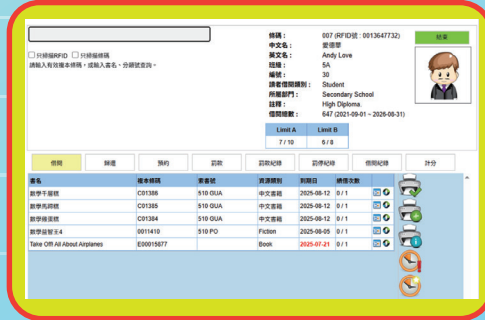 條碼： 007 (RFID號：0013647732)
中文名： 愛德華
英文名： Andy Love
班級： 5A
編號： 30
讀者借閱類別： Student
所屬部門： Secondary School
註釋： High Diploma.
借閱總數： 647 (2021-09-01 ~ 2026-08-31)
結束
只掃描RFID 只掃描條碼
請輸入有效複本條碼，或輸入書名、分類號查詢。
Limit A Limit B
7 / 10 6 / 8
借閱 歸還 預約 罰款 罰款紀錄 罰停紀錄 借閱紀錄 計分
書名 複本條碼 索書號 資源類別 到期日 續借次數
數學千層糕 C01386 510 GUA 中文書籍 2025-08-12 0 / 1
數學馬蹄糕 C01385 510 GUA 中文書籍 2025-08-12 0 / 1
數學雞蛋糕 C01384 510 GUA 中文書籍 2025-08-12 0 / 1
數學益智王4 0011410 510 PO Fiction 2025-08-05 0 / 1
Take Off! All About Airplanes E00015877 Book 2025-07-21 0 / 1